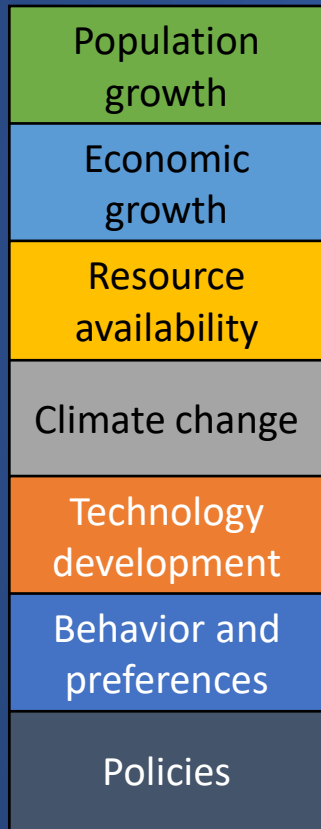 Population
growth
Economic
growth
Resource
availability
Climate change
Technology
development
Behavior and
preferences
Policies